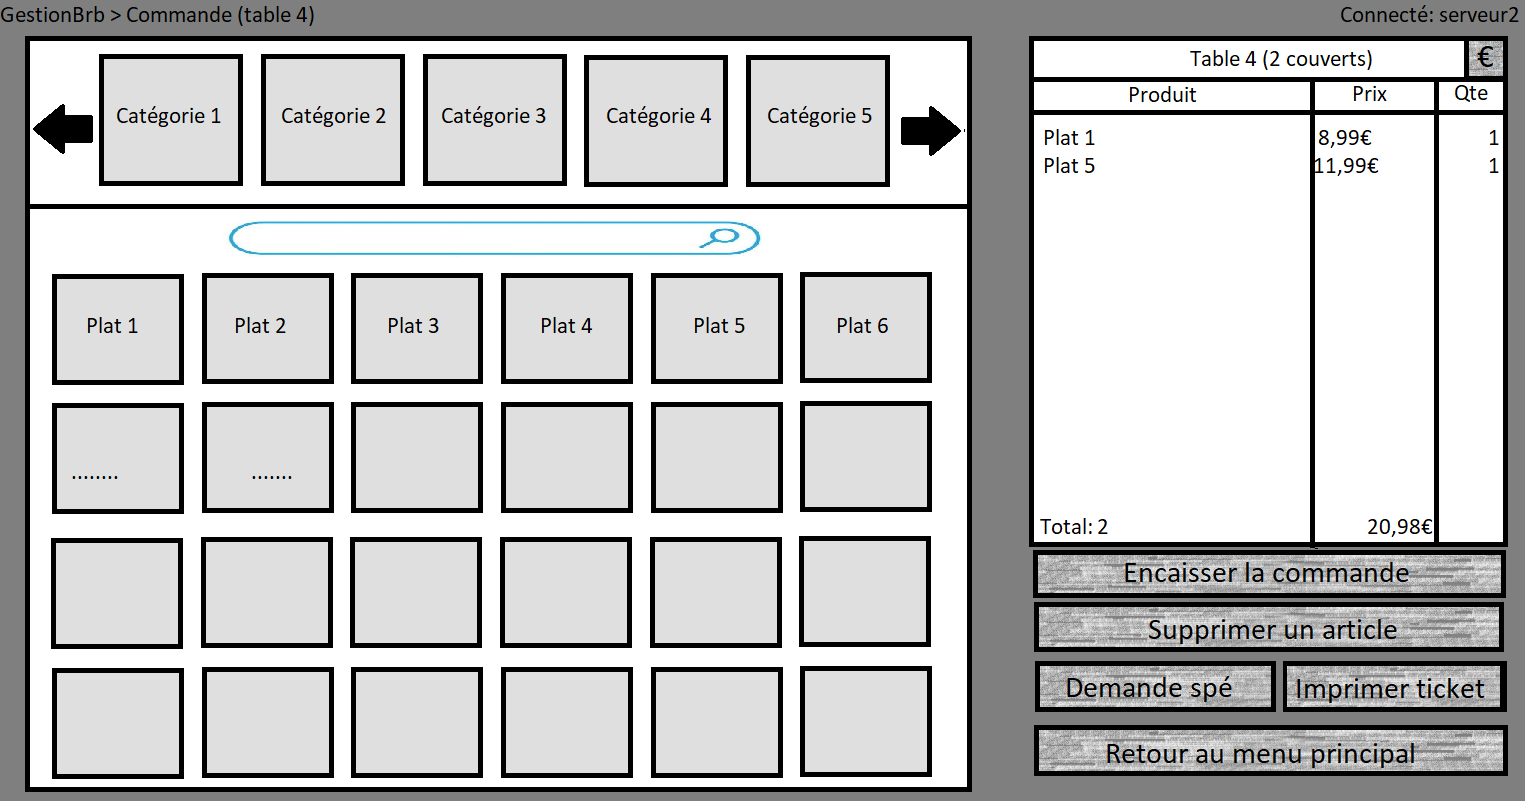 GestionBrb > Commande (table 4)
Connecté: serveur2
Catégorie 1
Catégorie 2
Catégorie 3
Catégorie 4
Catégorie 5
Plat 1
Plat 2
Plat 3
Plat 4
Plat 5
Plat 6
........
.......
Table 4 (2 couverts)
€
Produit
Prix
Qte
Plat 1 8,99€ 1
Plat 5 11,99€ 1
Total: 2 20,98€
Encaisser la commande
Supprimer un article
Demande spé
Imprimer ticket
Retour au menu principal